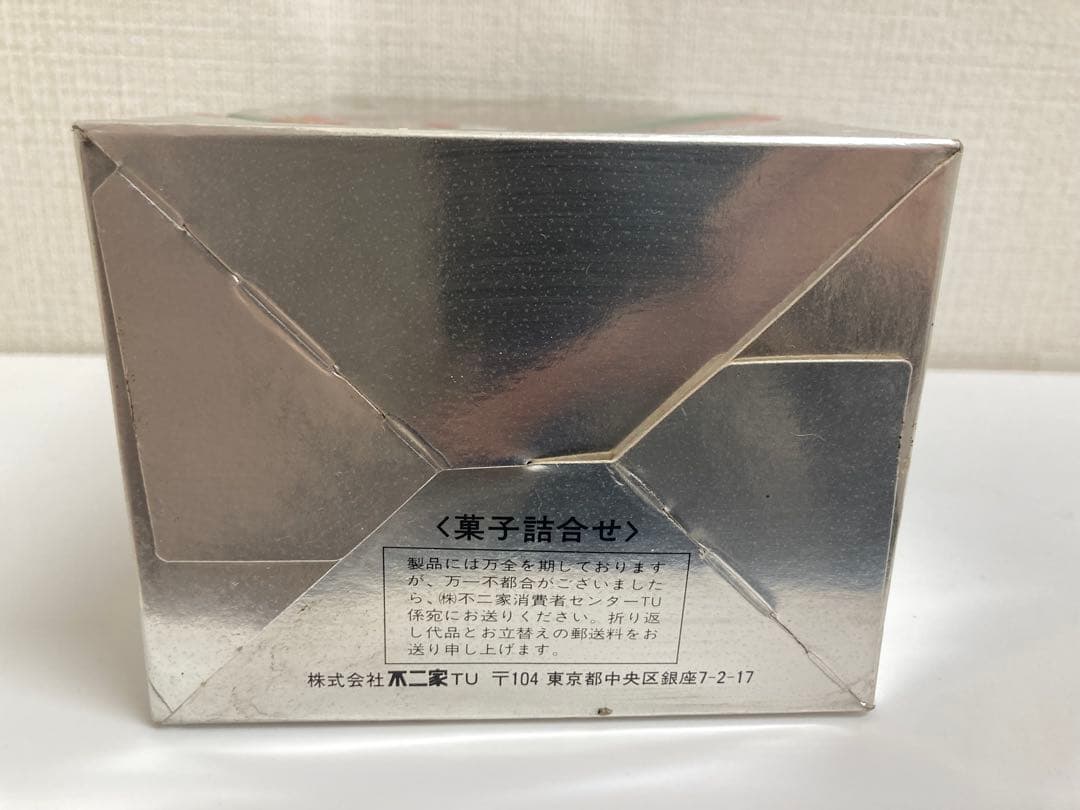 〈菓子詰合せ〉
製品には万全を期しております
が、万一不都合がございました
ら、㈱不二家消費者センターTU
係宛にお送りください。折り返
し代品とお立替えの郵送料をお
送り申し上げます。
株式会社不二家TU 〒104 東京都中央区銀座7-2-17